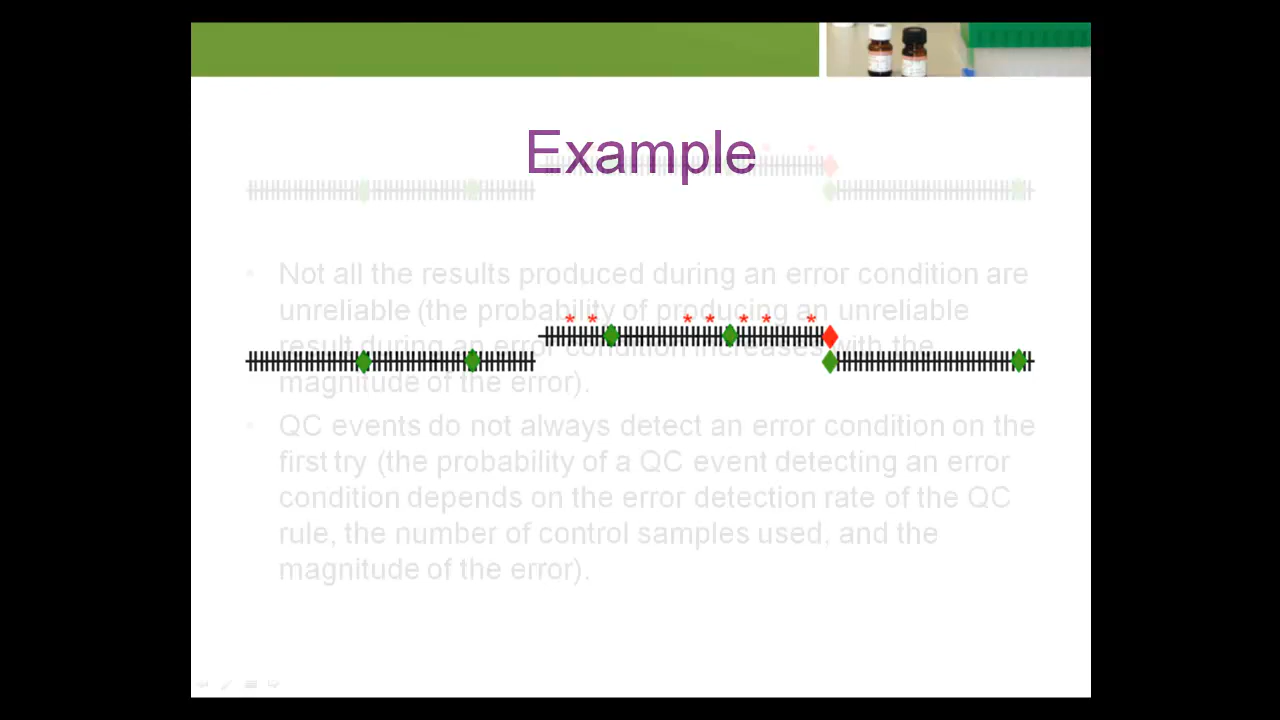 Example
• Not all the results produced during an error condition are
unreliable (the probability of producing an unreliable
result during an error condition increases with the
magnitude of the error).
• QC events do not always detect an error condition on the
first try (the probability of a QC event detecting an error
condition depends on the error detection rate of the QC
rule, the number of control samples used, and the
magnitude of the error).